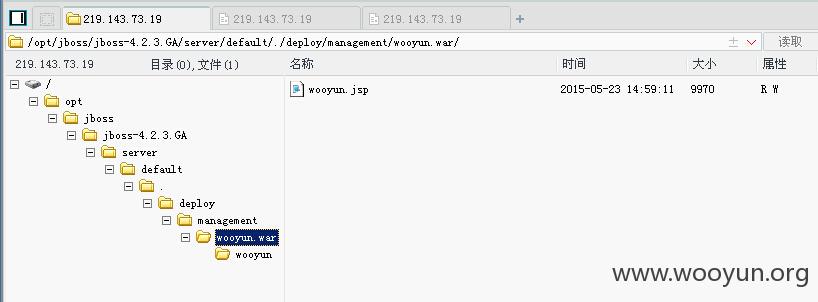 219.143.73.19 219.143.73.19 219.143.73.19
/opt/jboss/jboss-4.2.3.GA/server/default/./deploy/management/wooyun.war/ 读取
219.143.73.19 目录(0),文件(1) 名称 时间 大小 属性
/
wooyun.jsp 2015-05-23 14:59:11 9970 R W
opt
jboss
jboss-4.2.3.GA
server
default
.
deploy
management
wooyun.war
wooyun
www.wooyun.org